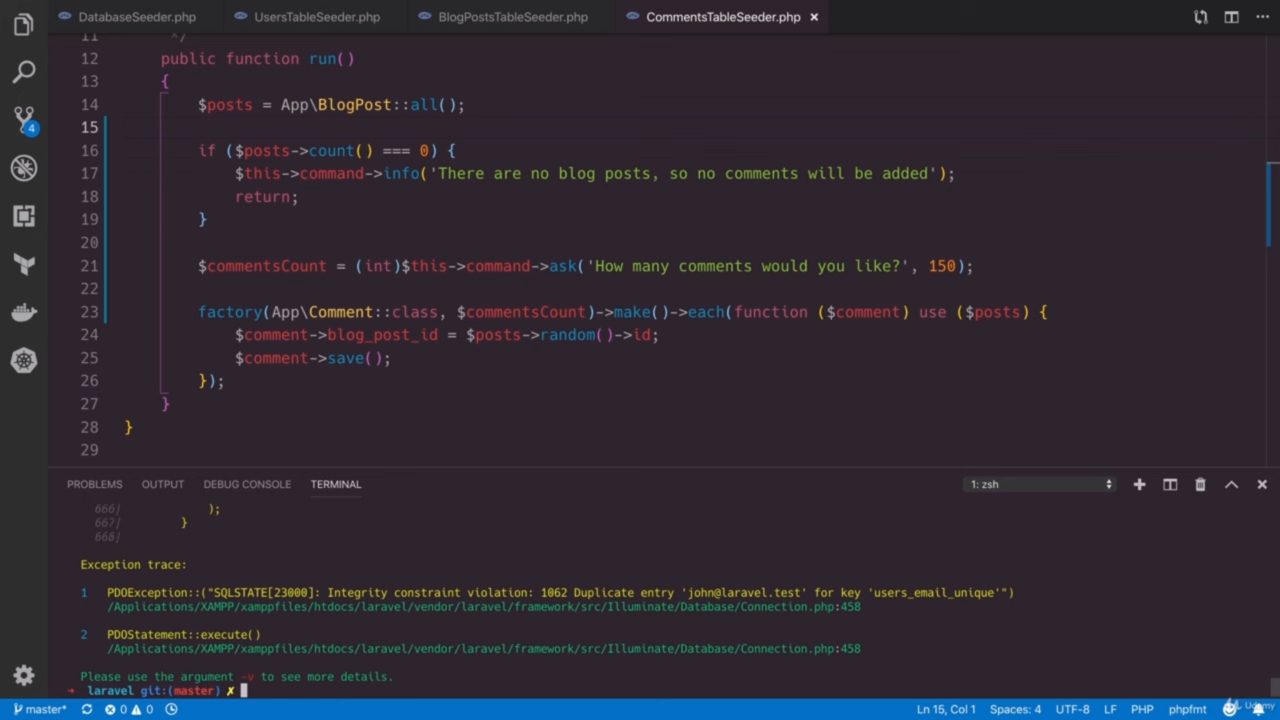 DatabaseSeeder.php
UsersTableSeeder.php
BlogPostsTableSeeder.php
CommentsTableSeeder.php ×
11 */
12 public function run()
13 {
14 $posts = App\BlogPost::all();
15
16 if ($posts->count() === 0) {
17 $this->command->info('There are no blog posts, so no comments will be added');
18 return;
19 }
20
21 $commentsCount = (int)$this->command->ask('How many comments would you like?', 150);
22
23 factory(App\Comment::class, $commentsCount)->make()->each(function ($comment) use ($posts) {
24 $comment->blog_post_id = $posts->random()->id;
25 $comment->save();
26 });
27 }
28 }
29
4
PROBLEMS OUTPUT DEBUG CONSOLE TERMINAL 1: zsh
666| );
667| }
668|
Exception trace:
1 PDOException::("SQLSTATE[23000]: Integrity constraint violation: 1062 Duplicate entry 'john@laravel.test' for key 'users_email_unique'")
/Applications/XAMPP/xamppfiles/htdocs/laravel/vendor/laravel/framework/src/Illuminate/Database/Connection.php:458
2 PDOStatement::execute()
/Applications/XAMPP/xamppfiles/htdocs/laravel/vendor/laravel/framework/src/Illuminate/Database/Connection.php:458
Please use the argument -v to see more details.
➜ laravel git:(master) ✗
master* 0 0 Ln 15, Col 1 Spaces: 4 UTF-8 LF PHP phpfmt
Udemy